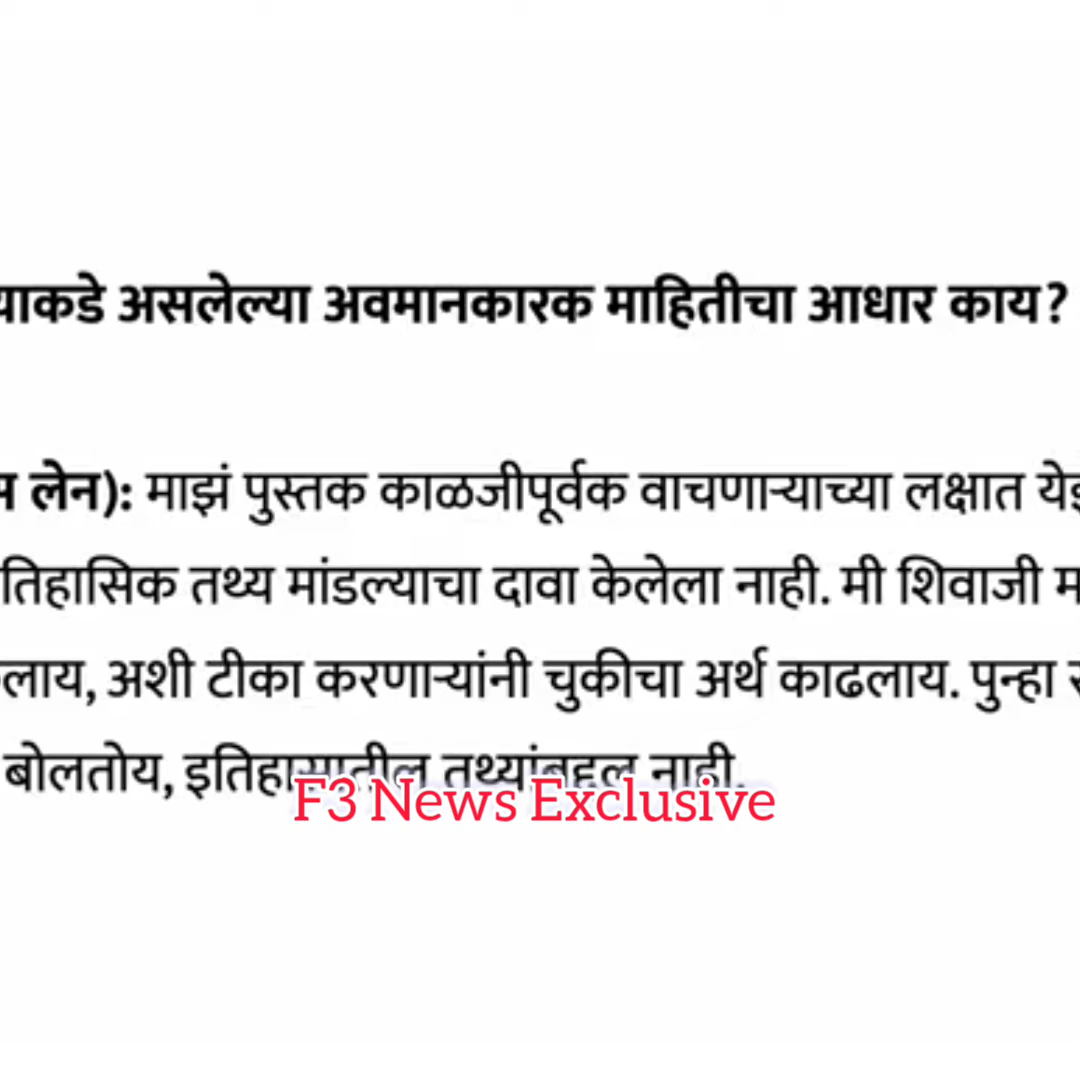 असलेल्या अवमानकारक माहितीचा आधार काय?
लेन): माझं पुस्तक काळजीपूर्वक वाचणाऱ्याच्या लक्षात
तथ्य मांडल्याचा दावा केलेला नाही. मी शिवाजी
अशी टीका करणाऱ्यांनी चुकीचा अर्थ काढलाय. पुन्हा
बोलतोय, इतिहासातील तथ्यांबद्दल नाही.
F3 News Exclusive